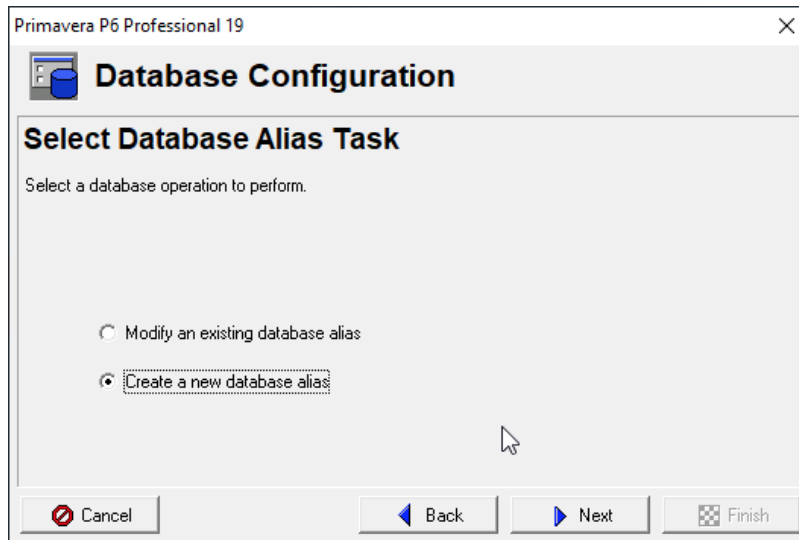 Primavera P6 Professional 19
Database Configuration
Select Database Alias Task
Select a database operation to perform.
Modify an existing database alias
Create a new database alias
Cancel
Back
Next
Finish